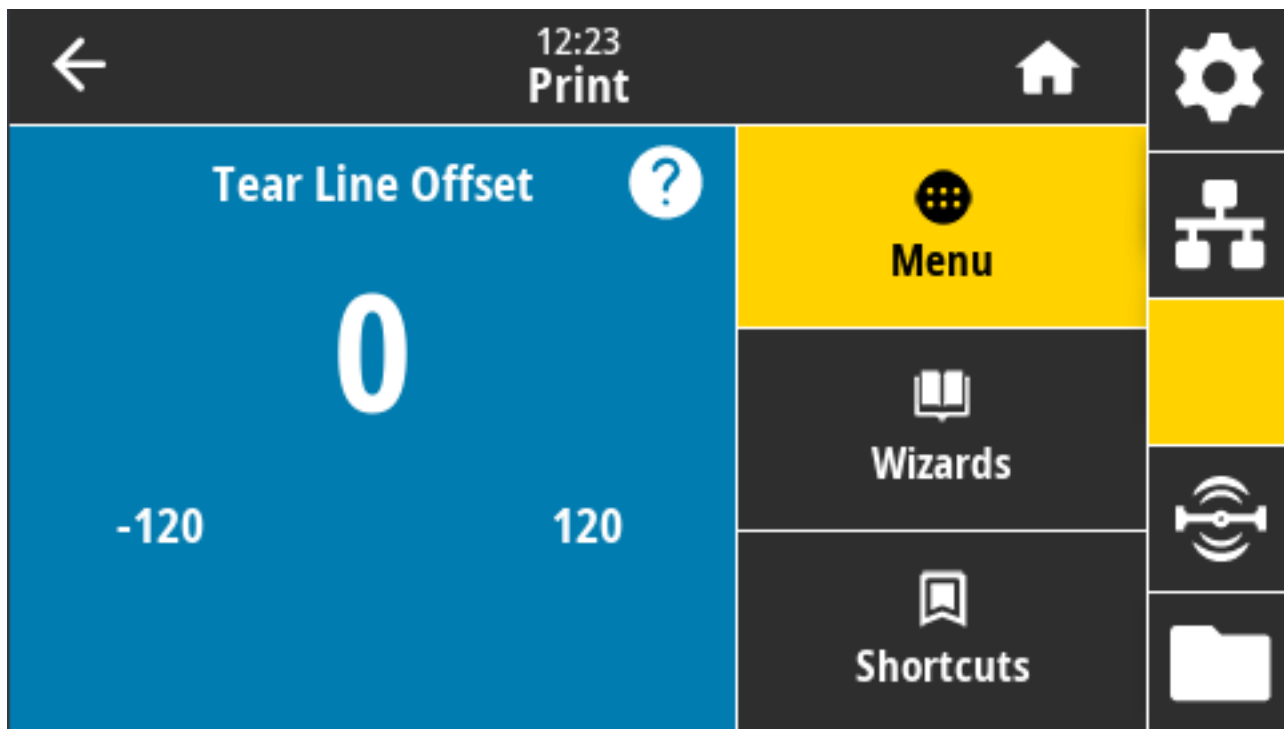 12:23
Print
Tear Line Offset
?
0
-120 120
Menu
Wizards
Shortcuts